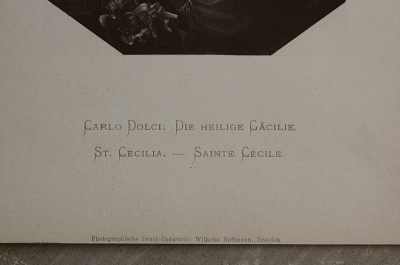 Carlo Dolci: Die heilige Cäcilie.
St. Cecilia. — Sainte Cécile.
Photographische Druck-Industrie: Wilhelm Hoffmann, Dresden